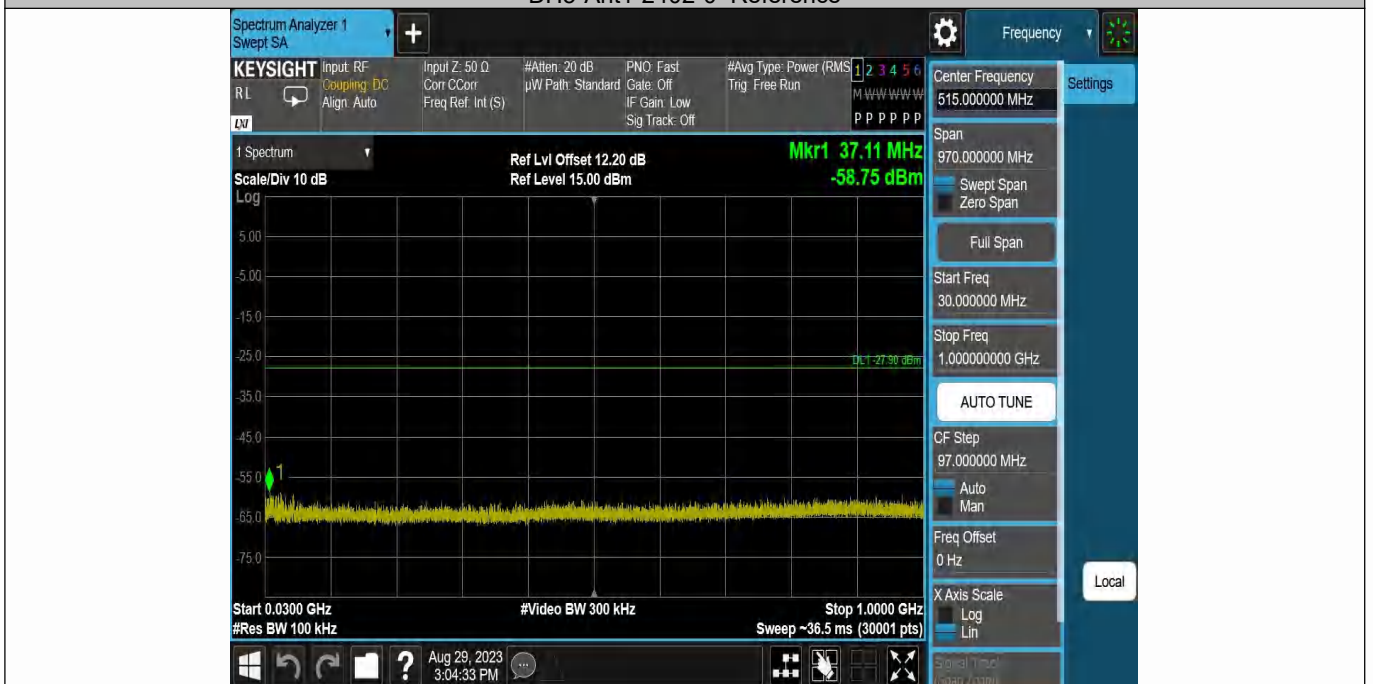 Spectrum Analyzer 1
Swept SA
Frequency
KEYSIGHT
RL
LXI
Input: RF
Coupling: DC
Align: Auto
Input Z: 50 Ω
Corr CCorr
Freq Ref: Int (S)
#Atten: 20 dB
µW Path: Standard
PNO: Fast
Gate: Off
IF Gain: Low
Sig Track: Off
#Avg Type: Power (RMS
Trig: Free Run
1 2 3 4 5 6
M W W W W W
P P P P P P
1 Spectrum
Scale/Div 10 dB
Log
Ref Lvl Offset 12.20 dB
Ref Level 15.00 dBm
Mkr1 37.11 MHz
-58.75 dBm
5.00
-5.00
-15.0
-25.0
DL1 -27.90 dBm
-35.0
-45.0
-55.0
1
-65.0
-75.0
Start 0.0300 GHz
#Res BW 100 kHz
#Video BW 300 kHz
Stop 1.0000 GHz
Sweep ~36.5 ms (30001 pts)
Aug 29, 2023
3:04:33 PM
Center Frequency
515.000000 MHz
Settings
Span
970.000000 MHz
Swept Span
Zero Span
Full Span
Start Freq
30.000000 MHz
Stop Freq
1.000000000 GHz
AUTO TUNE
CF Step
97.000000 MHz
Auto
Man
Freq Offset
0 Hz
X Axis Scale
Log
Lin
Local
Signal Track
(Span Zoom)